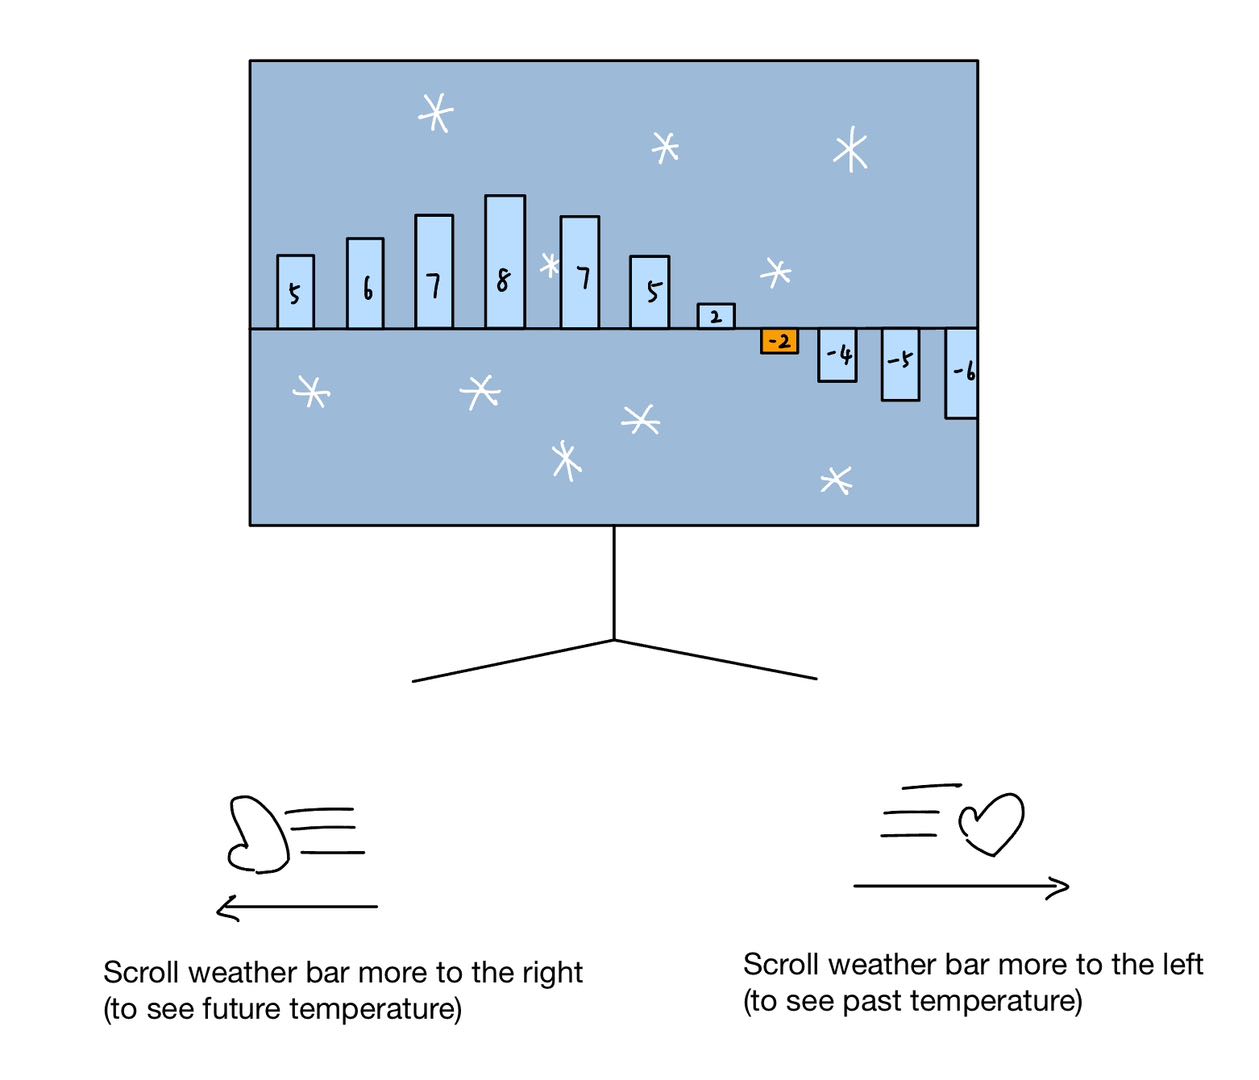 5 6 7 8 7 5 2 -2 -4 -5 -6
Scroll weather bar more to the right
(to see future temperature)
Scroll weather bar more to the left
(to see past temperature)